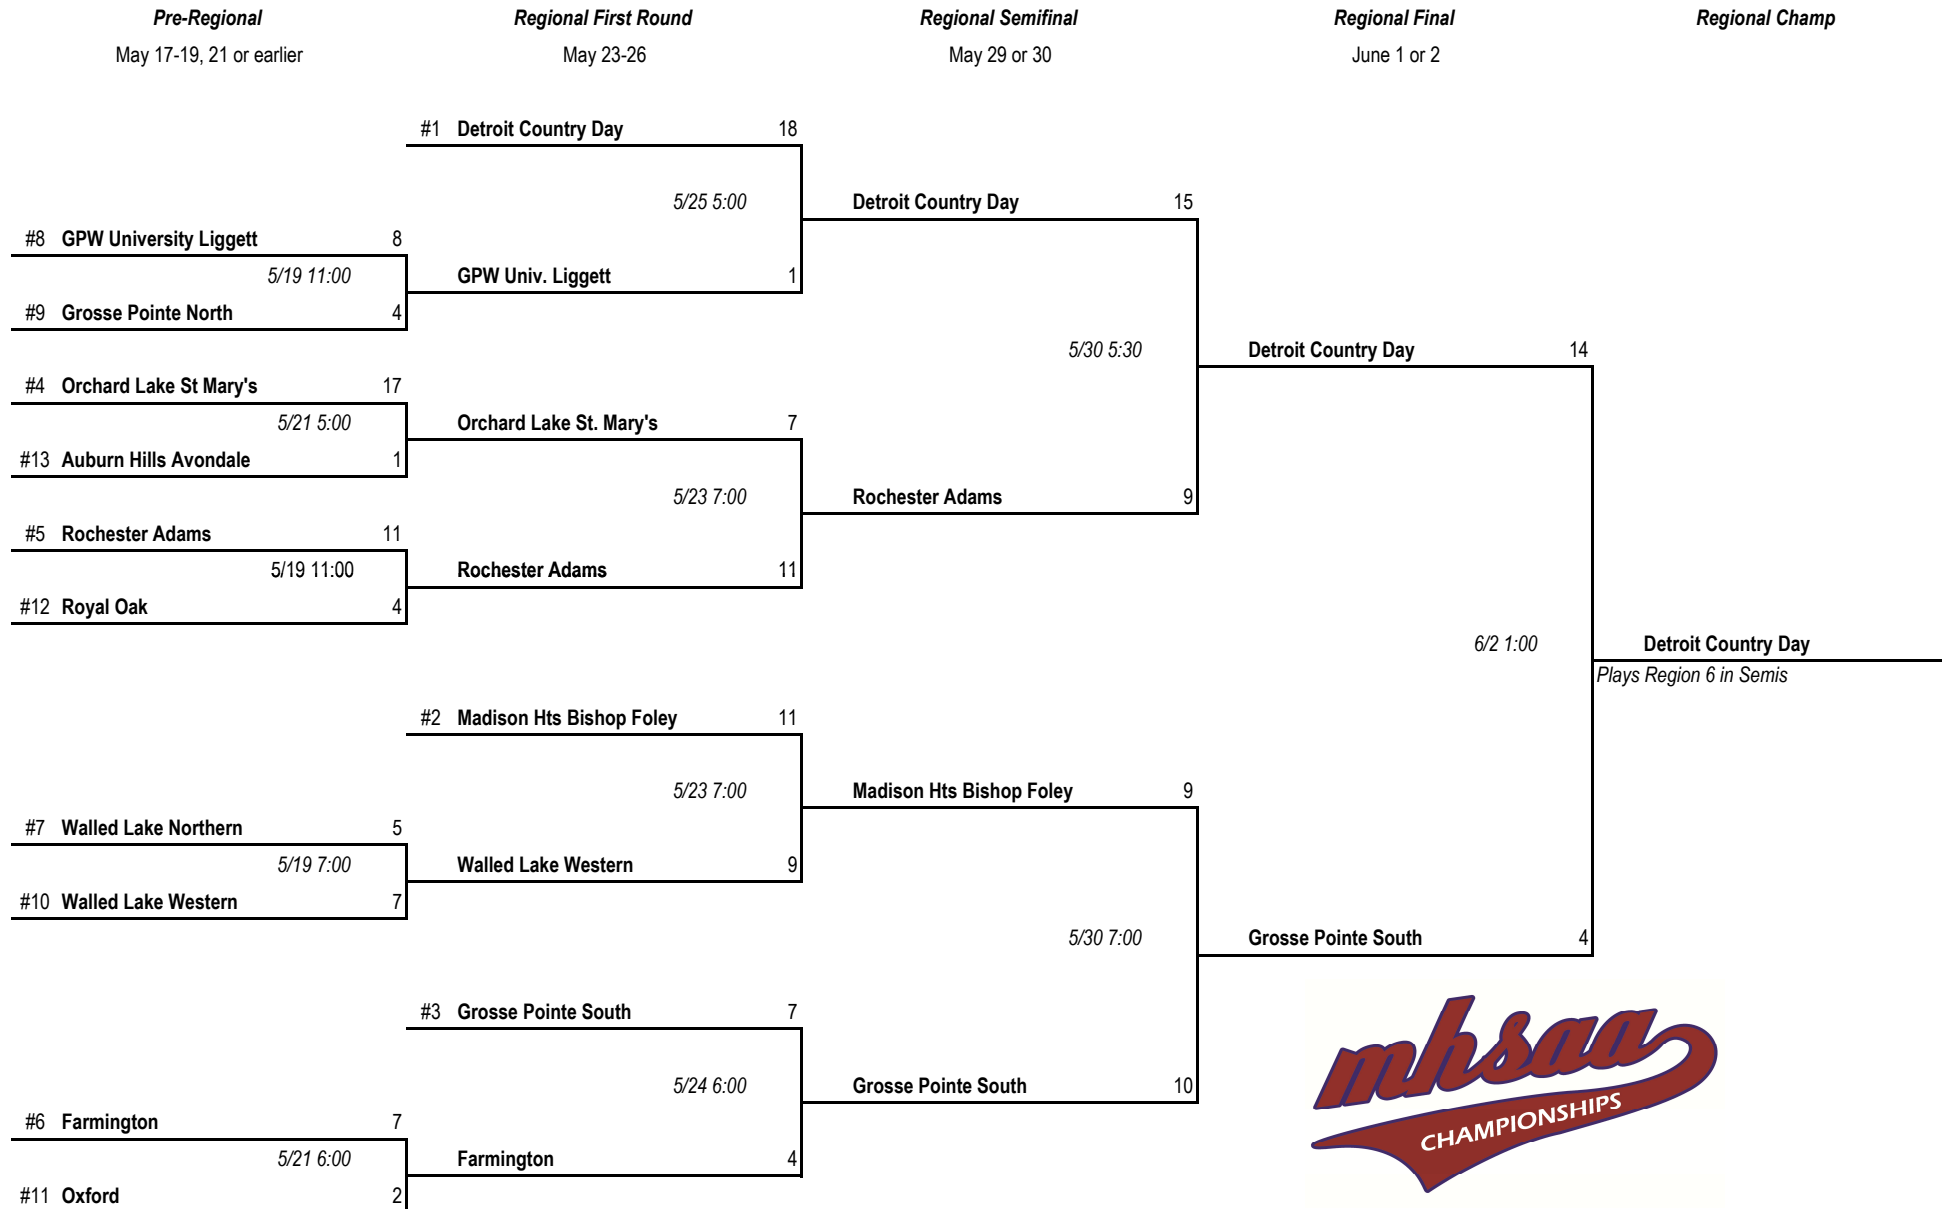 Pre-Regional Regional First Round Regional Semifinal Regional Final Regional Champ
May 17-19, 21 or earlier May 23-26 May 29 or 30 June 1 or 2
#1 Detroit Country Day 18
5/25 5:00 Detroit Country Day 15
#8 GPW University Liggett 8
5/19 11:00 GPW Univ. Liggett 1
#9 Grosse Pointe North 4
5/30 5:30 Detroit Country Day 14
#4 Orchard Lake St Mary's 17
5/21 5:00 Orchard Lake St. Mary's 7
#13 Auburn Hills Avondale 1
5/23 7:00 Rochester Adams 9
#5 Rochester Adams 11
5/19 11:00 Rochester Adams 11
#12 Royal Oak 4
6/2 1:00 Detroit Country Day
Plays Region 6 in Semis
#2 Madison Hts Bishop Foley 11
5/23 7:00 Madison Hts Bishop Foley 9
#7 Walled Lake Northern 5
5/19 7:00 Walled Lake Western 9
#10 Walled Lake Western 7
5/30 7:00 Grosse Pointe South 4
#3 Grosse Pointe South 7
5/24 6:00 Grosse Pointe South 10
#6 Farmington 7
5/21 6:00 Farmington 4
#11 Oxford 2
mhsaa
CHAMPIONSHIPS